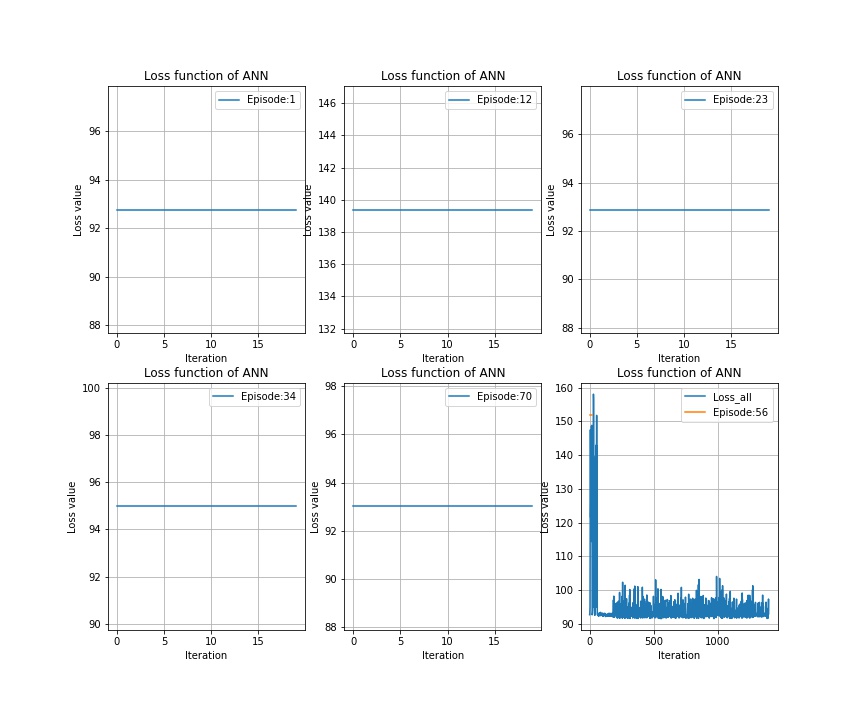 Loss function of ANN
Loss value
96
94
92
90
88
Episode:1
0
5
10
15
Iteration
Loss function of ANN
Loss value
146
144
142
140
138
136
134
132
Episode:12
0
5
10
15
Iteration
Loss function of ANN
Loss value
96
94
92
90
88
Episode:23
0
5
10
15
Iteration
Loss function of ANN
Loss value
100
98
96
94
92
90
Episode:34
0
5
10
15
Iteration
Loss function of ANN
Loss value
98
96
94
93
92
90
88
Episode:70
0
5
10
15
Iteration
Loss function of ANN
Loss value
160
150
140
130
120
110
100
90
Loss_all
Episode:56
0
500
1000
Iteration